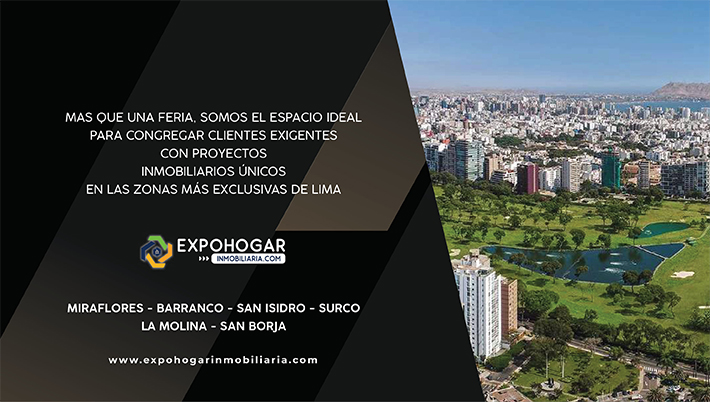 MAS QUE UNA FERIA, SOMOS EL ESPACIO IDEAL
PARA CONGREGAR CLIENTES EXIGENTES
CON PROYECTOS
INMOBILIARIOS ÚNICOS
EN LAS ZONAS MÁS EXCLUSIVAS DE LIMA
EXPOHOGAR
INMOBILIARIA.COM
MIRAFLORES - BARRANCO - SAN ISIDRO - SURCO
LA MOLINA - SAN BORJA
www.expohogarinmobiliaria.com